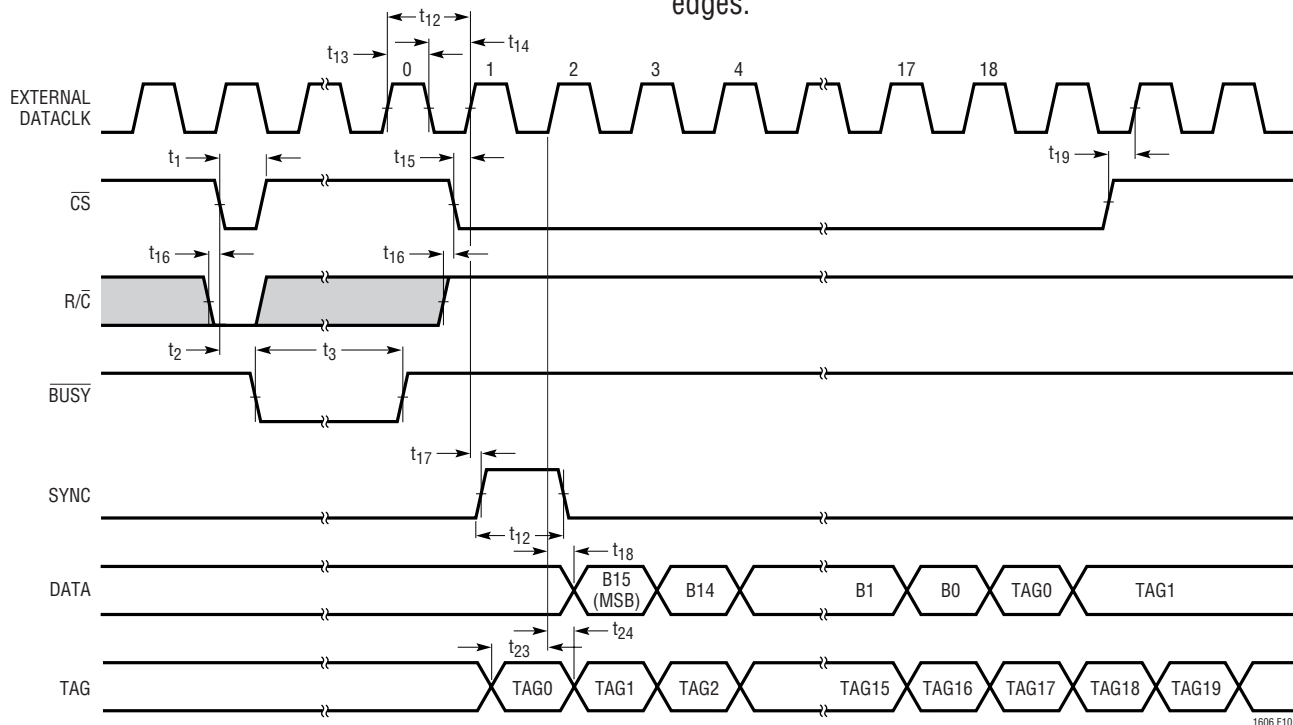 edges.
t12
t13
t14
0 1 2 3 4 17 18
EXTERNAL
DATACLK
t1
t15
t19
CS
t16
t16
R/C
t2
t3
BUSY
t17
SYNC
t12
t18
DATA
B15
(MSB)
B14 B1 B0 TAG0 TAG1
t24
t23
TAG
TAG0 TAG1 TAG2 TAG15 TAG16 TAG17 TAG18 TAG19
1606 F10